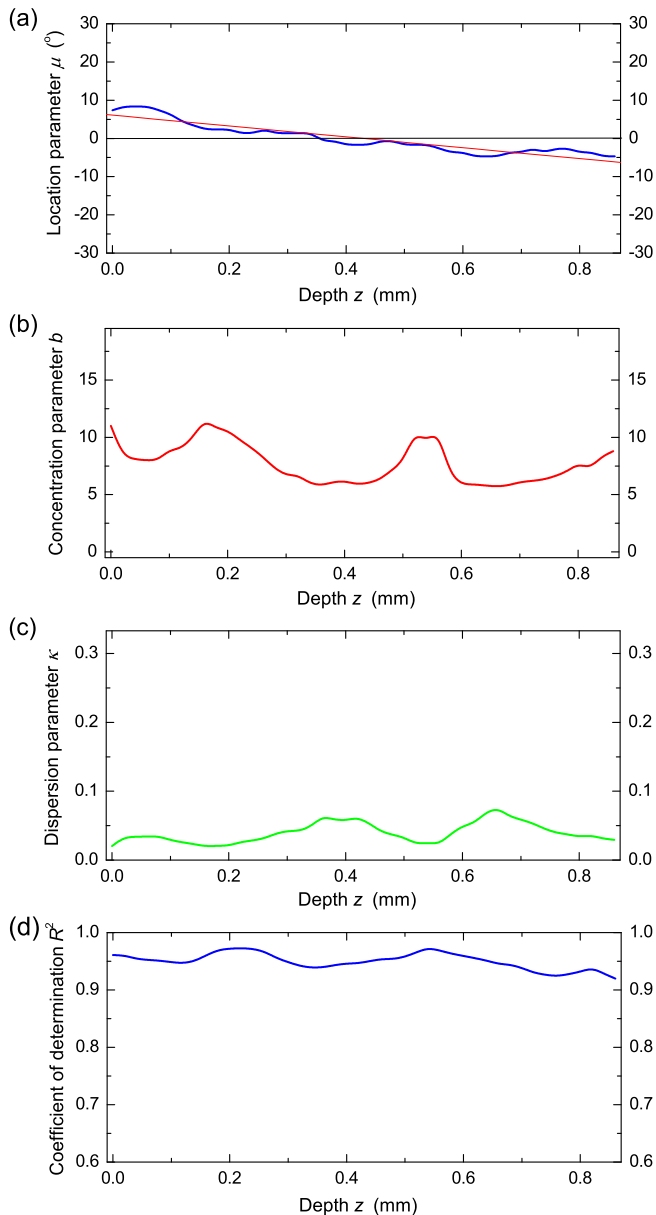 (a)
30 30
20 20
10 10
0 0
-10 -10
-20 -20
-30 -30
Location parameter μ (°)
0.0 0.2 0.4 0.6 0.8
Depth z (mm)
(b)
15 15
10 10
5 5
0 0
Concentration parameter b
0.0 0.2 0.4 0.6 0.8
Depth z (mm)
(c)
0.3 0.3
0.2 0.2
0.1 0.1
0.0 0.0
Dispersion parameter κ
0.0 0.2 0.4 0.6 0.8
Depth z (mm)
(d)
1.0 1.0
0.9 0.9
0.8 0.8
0.7 0.7
0.6 0.6
Coefficient of determination R²
0.0 0.2 0.4 0.6 0.8
Depth z (mm)